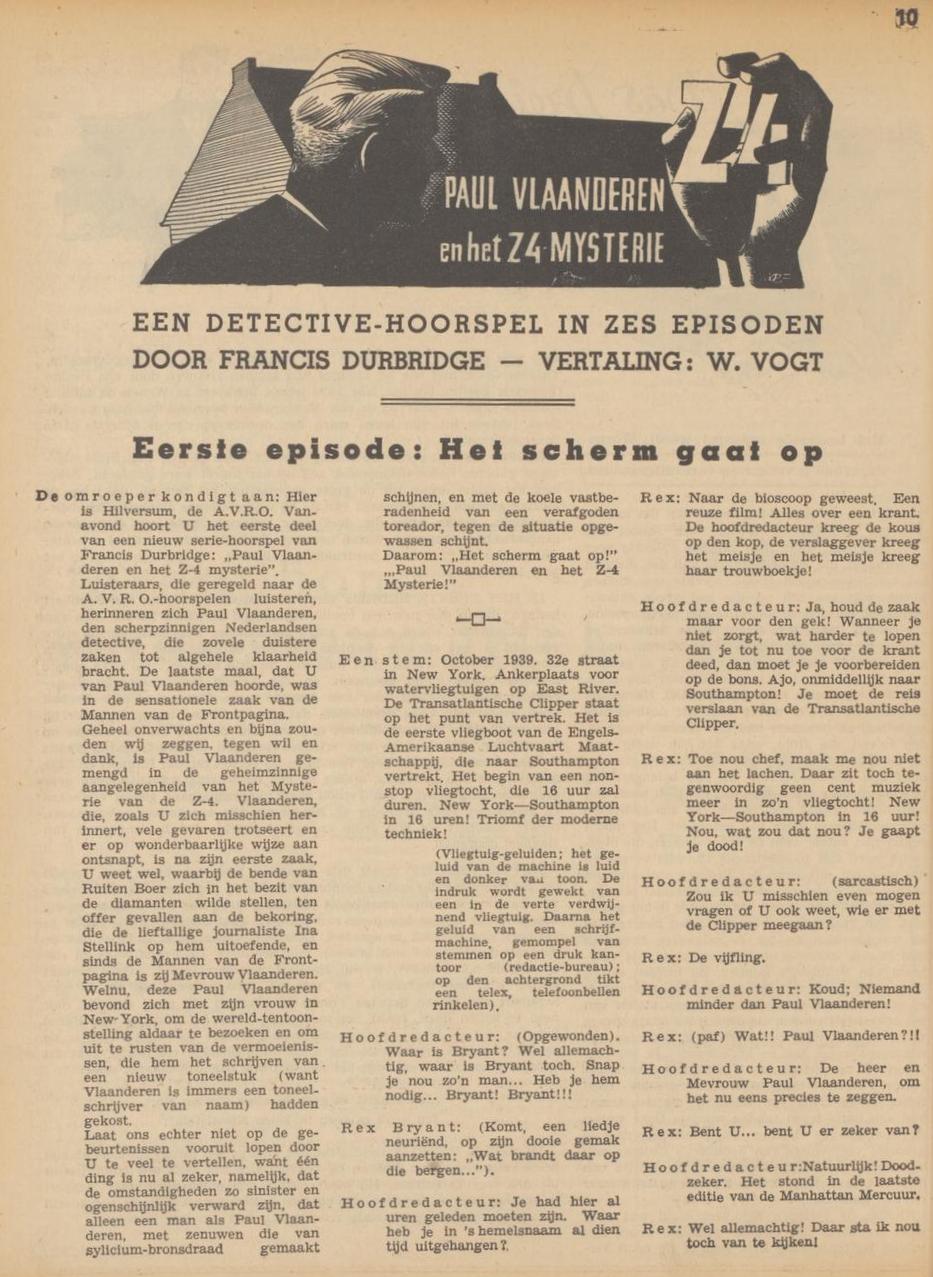 10
Z4
PAUL VLAANDEREN
en het Z4-MYSTERIE
EEN DETECTIVE-HOORSPEL IN ZES EPISODEN
DOOR FRANCIS DURBRIDGE — VERTALING: W. VOGT
Eerste episode: Het scherm gaat op
De omroeper kondigt aan: Hier
is Hilversum, de A.V.R.O. Van-
avond hoort U het eerste deel
van een nieuw serie-hoorspel van
Francis Durbridge: „Paul Vlaan-
deren en het Z-4 mysterie”.
Luisteraars, die geregeld naar de
A. V. R. O.-hoorspelen luisteren,
herinneren zich Paul Vlaanderen,
den scherpzinnigen Nederlandsen
detective, die zovele duistere
zaken tot algehele klaarheid
bracht. De laatste maal, dat U
van Paul Vlaanderen hoorde, was
in de sensationele zaak van de
Mannen van de Frontpagina.
Geheel onverwachts en bijna zou-
den wij zeggen, tegen wil en
dank, is Paul Vlaanderen ge-
mengd in de geheimzinnige
aangelegenheid van het Myste-
rie van de Z-4. Vlaanderen,
die, zoals U zich misschien her-
innert, vele gevaren trotseert en
er op wonderbaarlijke wijze aan
ontsnapt, is na zijn eerste zaak,
U weet wel, waarbij de bende van
Ruiten Boer zich in het bezit van
de diamanten wilde stellen, ten
offer gevallen aan de bekoring,
die de lieftallige journaliste Ina
Stellink op hem uitoefende, en
sinds de Mannen van de Front-
pagina is zij Mevrouw Vlaanderen.
Welnu, deze Paul Vlaanderen
bevond zich met zijn vrouw in
New-York, om de wereld-tentoon-
stelling aldaar te bezoeken en om
uit te rusten van de vermoeienis-
sen, die hem het schrijven van
een nieuw toneelstuk (want
Vlaanderen is immers een toneel-
schrijver van naam) hadden
gekost.
Laat ons echter niet op de ge-
beurtenissen vooruit lopen door
U te veel te vertellen, want één
ding is nu al zeker, namelijk, dat
de omstandigheden zo sinister en
ogenschijnlijk verward zijn, dat
alleen een man als Paul Vlaan-
deren, met zenuwen die van
sylicium-bronsdraad gemaakt
schijnen, en met de koele vastbe-
radenheid van een verafgoden
toreador, tegen de situatie opge-
wassen schijnt.
Daarom: „Het scherm gaat op!”
„„Paul Vlaanderen en het Z-4
Mysterie!”
Een stem: October 1939. 32e straat
in New York. Ankerplaats voor
watervliegtuigen op East River.
De Transatlantische Clipper staat
op het punt van vertrek. Het is
de eerste vliegboot van de Engels-
Amerikaanse Luchtvaart Maat-
schappij, die naar Southampton
vertrekt. Het begin van een non-
stop vliegtocht, die 16 uur zal
duren. New York—Southampton
in 16 uren! Triomf der moderne
techniek!
(Vliegtuig-geluiden; het ge-
luid van de machine is luid
en donker van toon. De
indruk wordt gewekt van
een in de verte verdwij-
nend vliegtuig. Daarna het
geluid van een schrijf-
machine, gemompel van
stemmen op een druk kan-
toor (redactie-bureau);
op den achtergrond tikt
een telex, telefoonbellen
rinkelen).
Hoofdredacteur: (Opgewonden).
Waar is Bryant? Wel allemach-
tig, waar is Bryant toch. Snap
je nou zo'n man... Heb je hem
nodig... Bryant! Bryant!!!
Rex Bryant: (Komt, een liedje
neuriënd, op zijn dooie gemak
aanzetten: „Wat brandt daar op
die bergen...”).
Hoofdredacteur: Je had hier al
uren geleden moeten zijn. Waar
heb je in 's hemelsnaam al dien
tijd uitgehangen?
Rex: Naar de bioscoop geweest. Een
reuze film! Alles over een krant.
De hoofdredacteur kreeg de kous
op den kop, de verslaggever kreeg
het meisje en het meisje kreeg
haar trouwboekje!
Hoofdredacteur: Ja, houd de zaak
maar voor den gek! Wanneer je
niet zorgt, wat harder te lopen
dan je tot nu toe voor de krant
deed, dan moet je je voorbereiden
op de bons. Ajo, onmiddellijk naar
Southampton! Je moet de reis
verslaan van de Transatlantische
Clipper.
Rex: Toe nou chef, maak me nou niet
aan het lachen. Daar zit toch te-
genwoordig geen cent muziek
meer in zo'n vliegtocht! New
York—Southampton in 16 uur!
Nou, wat zou dat nou? Je gaapt
je dood!
Hoofdredacteur: (sarcastisch)
Zou ik U misschien even mogen
vragen of U ook weet, wie er met
de Clipper meegaan?
Rex: De vijfling.
Hoofdredacteur: Koud; Niemand
minder dan Paul Vlaanderen!
Rex: (paf) Wat!! Paul Vlaanderen?!!
Hoofdredacteur: De heer en
Mevrouw Paul Vlaanderen, om
het nu eens precies te zeggen.
Rex: Bent U... bent U er zeker van?
Hoofdredacteur:Natuurlijk! Dood-
zeker. Het stond in de laatste
editie van de Manhattan Mercuur.
Rex: Wel allemachtig! Daar sta ik nou
toch van te kijken!